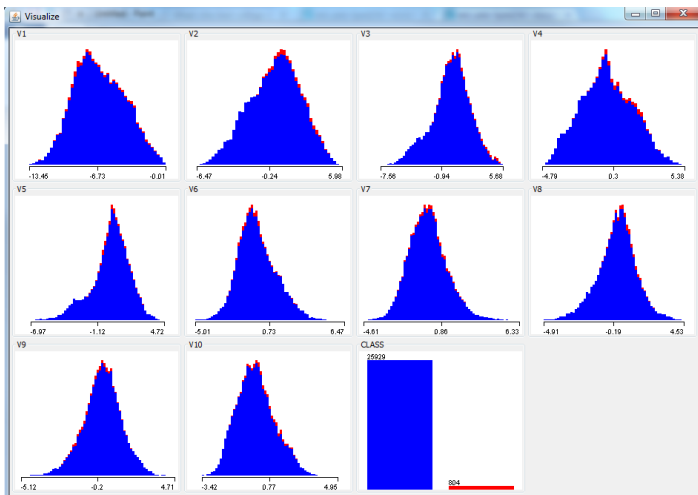 Visualize
V1
-13.46 -6.73 -0.01
V2
-6.47 -0.24 5.98
V3
-7.56 -0.94 5.68
V4
-4.79 0.3 5.38
V5
-6.97 -1.12 4.72
V6
-5.01 0.73 6.47
V7
-4.61 0.86 6.33
V8
-4.91 -0.19 4.53
V9
-5.12 -0.2 4.71
V10
-3.42 0.77 4.95
CLASS
25929
804